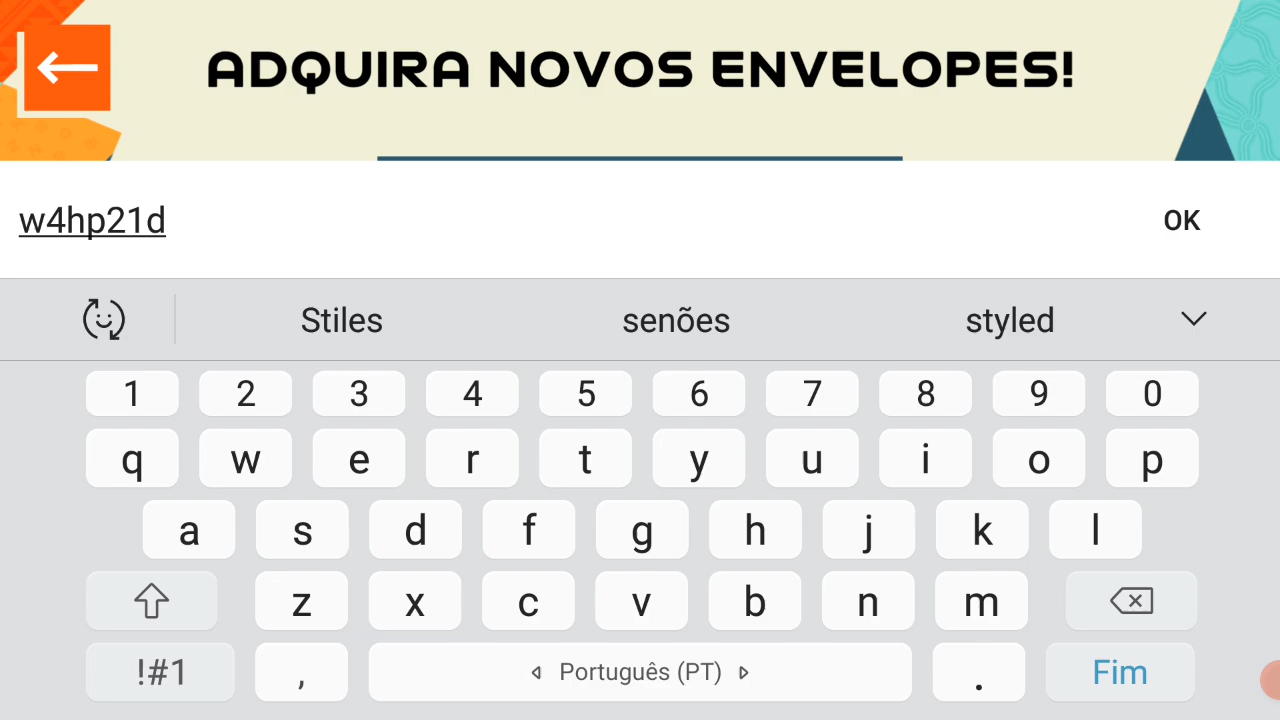 ADQUIRA NOVOS ENVELOPES!
w4hp21d OK
Stiles senões styled
1 2 3 4 5 6 7 8 9 0
q w e r t y u i o p
a s d f g h j k l
z x c v b n m
!#1 , Português (PT) . Fim